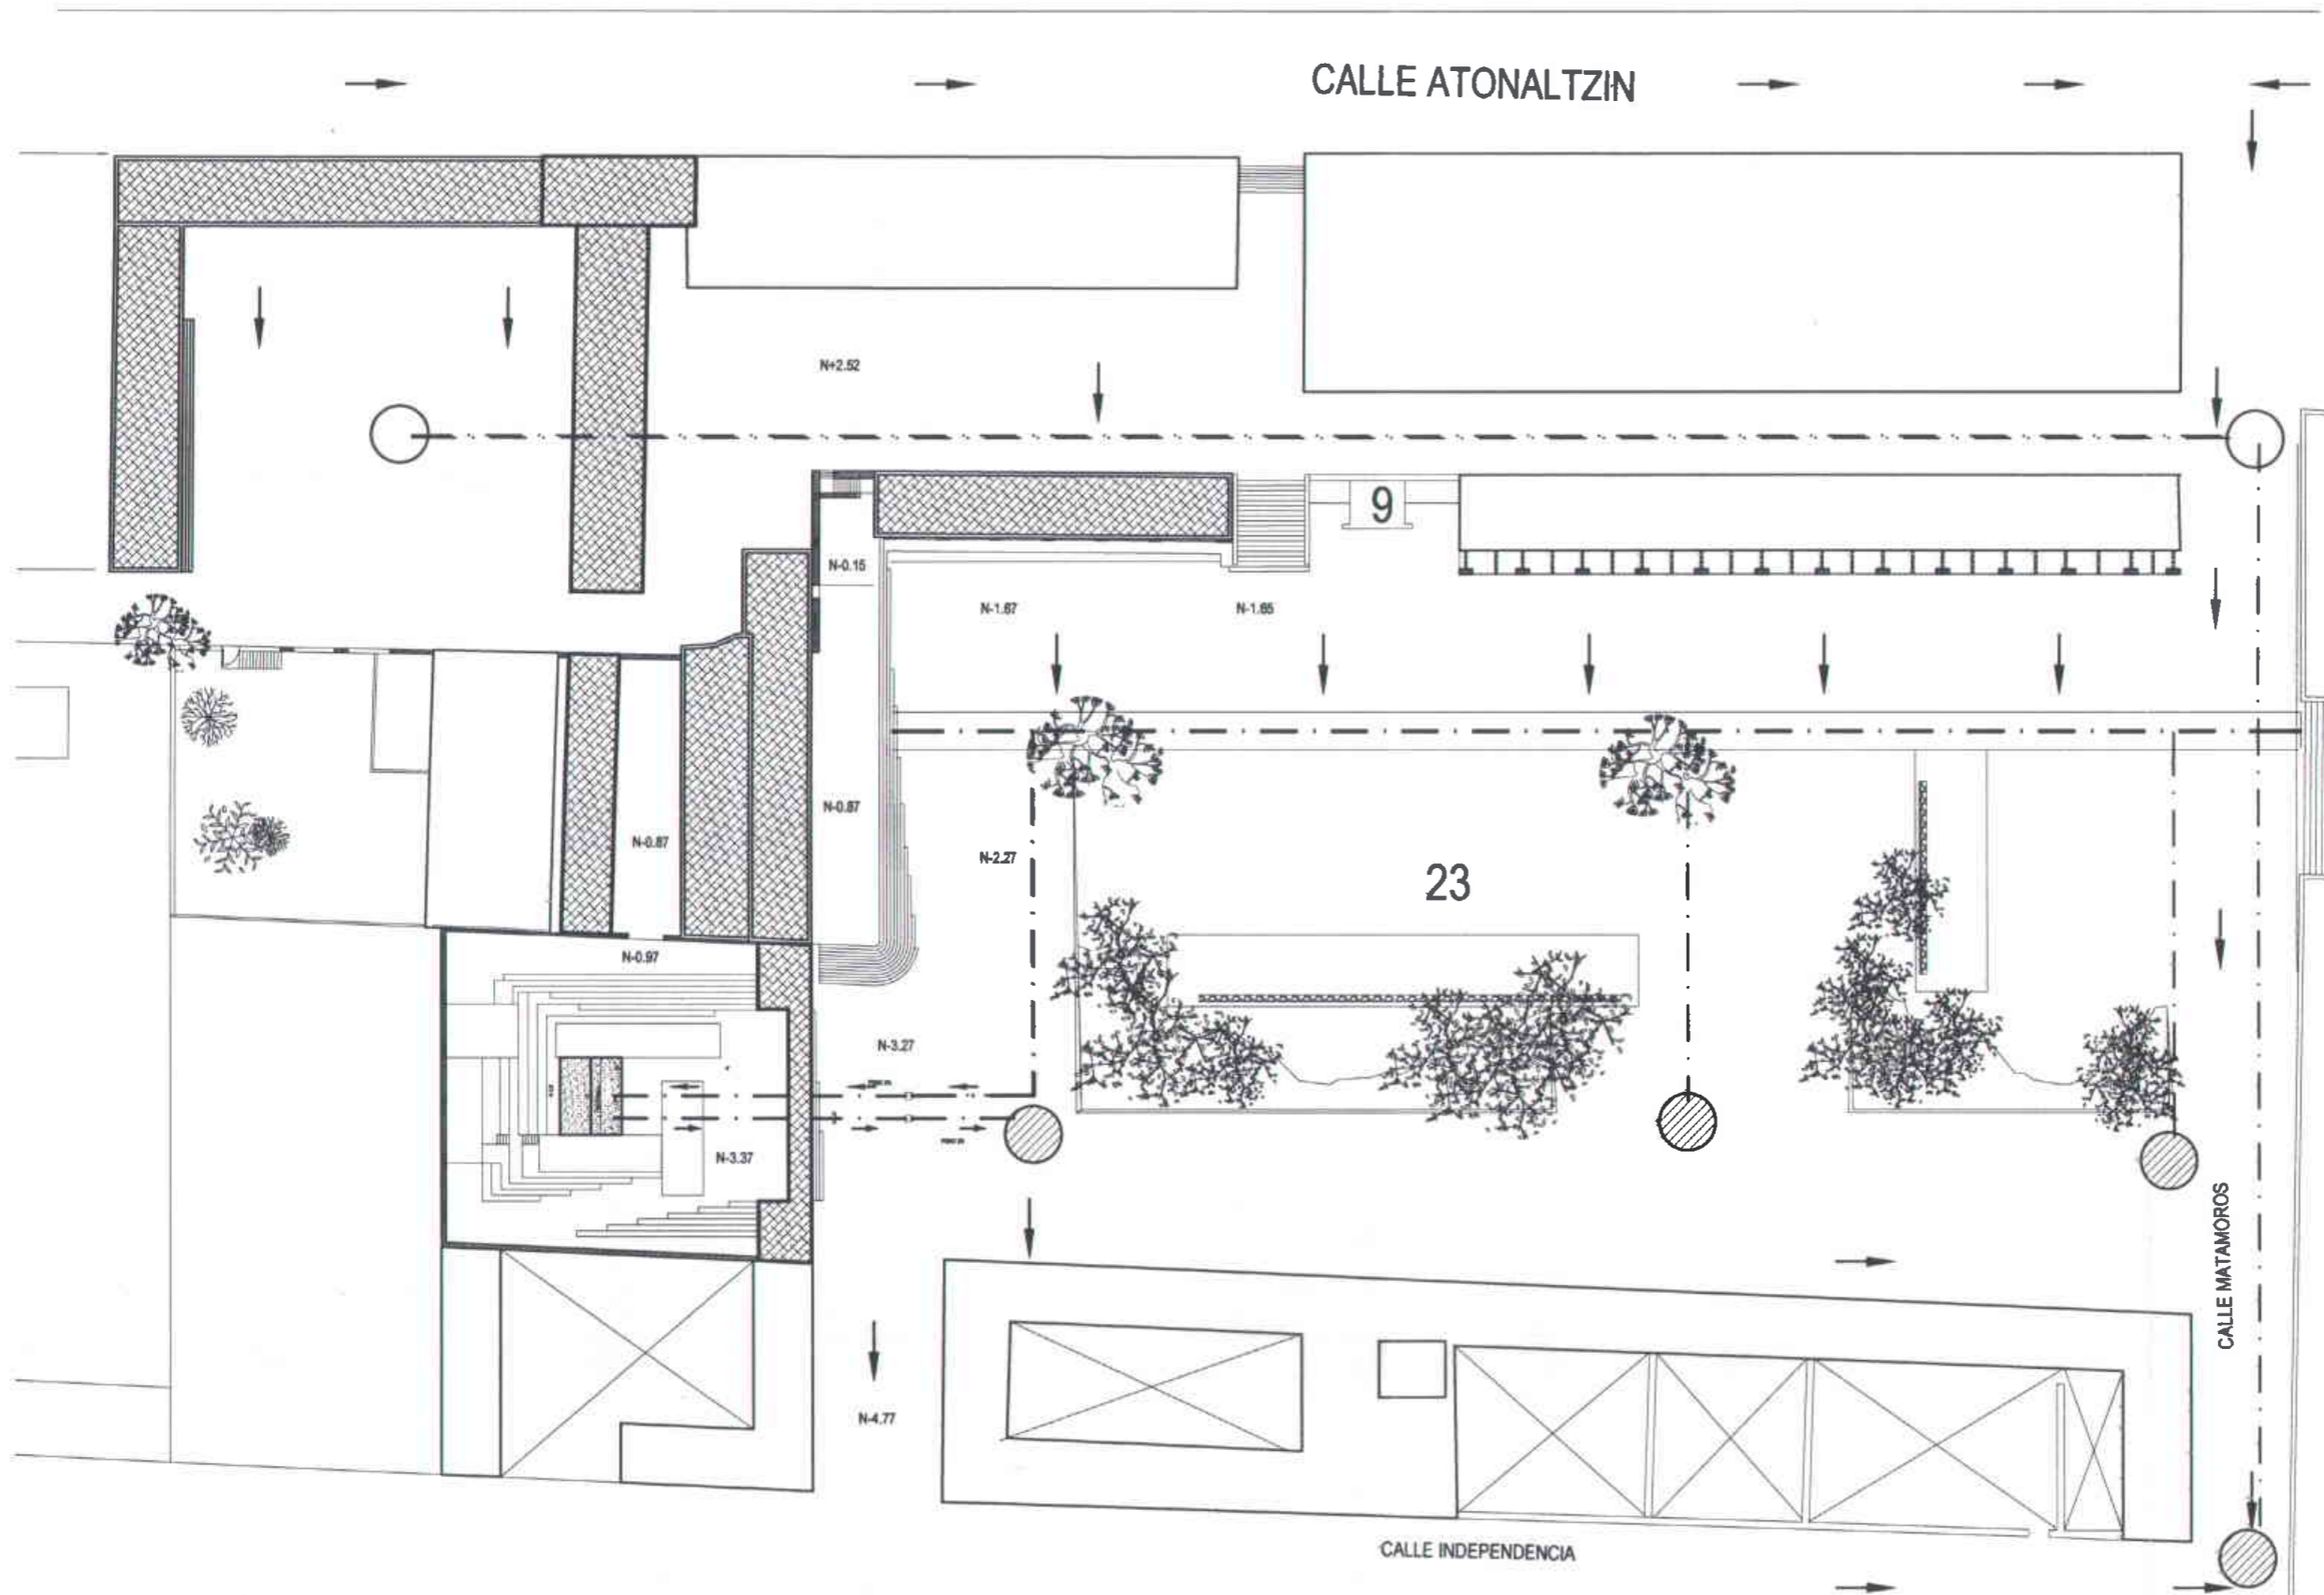 CALLE ATONALTZIN
N+2.52
9
N-0.15
N-1.67
N-1.65
N-0.87
N-0.87
N-2.27
23
N-0.97
N-3.27
N-3.37
CALLE MATAMOROS
N-4.77
CALLE INDEPENDENCIA